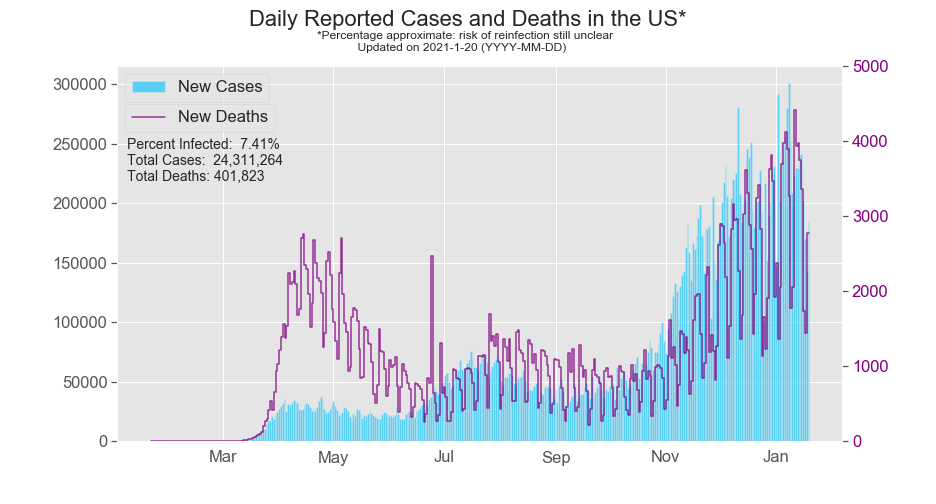 Daily Reported Cases and Deaths in the US*
*Percentage approximate: risk of reinfection still unclear
Updated on 2021-1-20 (YYYY-MM-DD)
New Cases
New Deaths
Percent Infected: 7.41%
Total Cases: 24,311,264
Total Deaths: 401,823
300000
250000
200000
150000
100000
50000
0
5000
4000
3000
2000
1000
0
Mar May Jul Sep Nov Jan